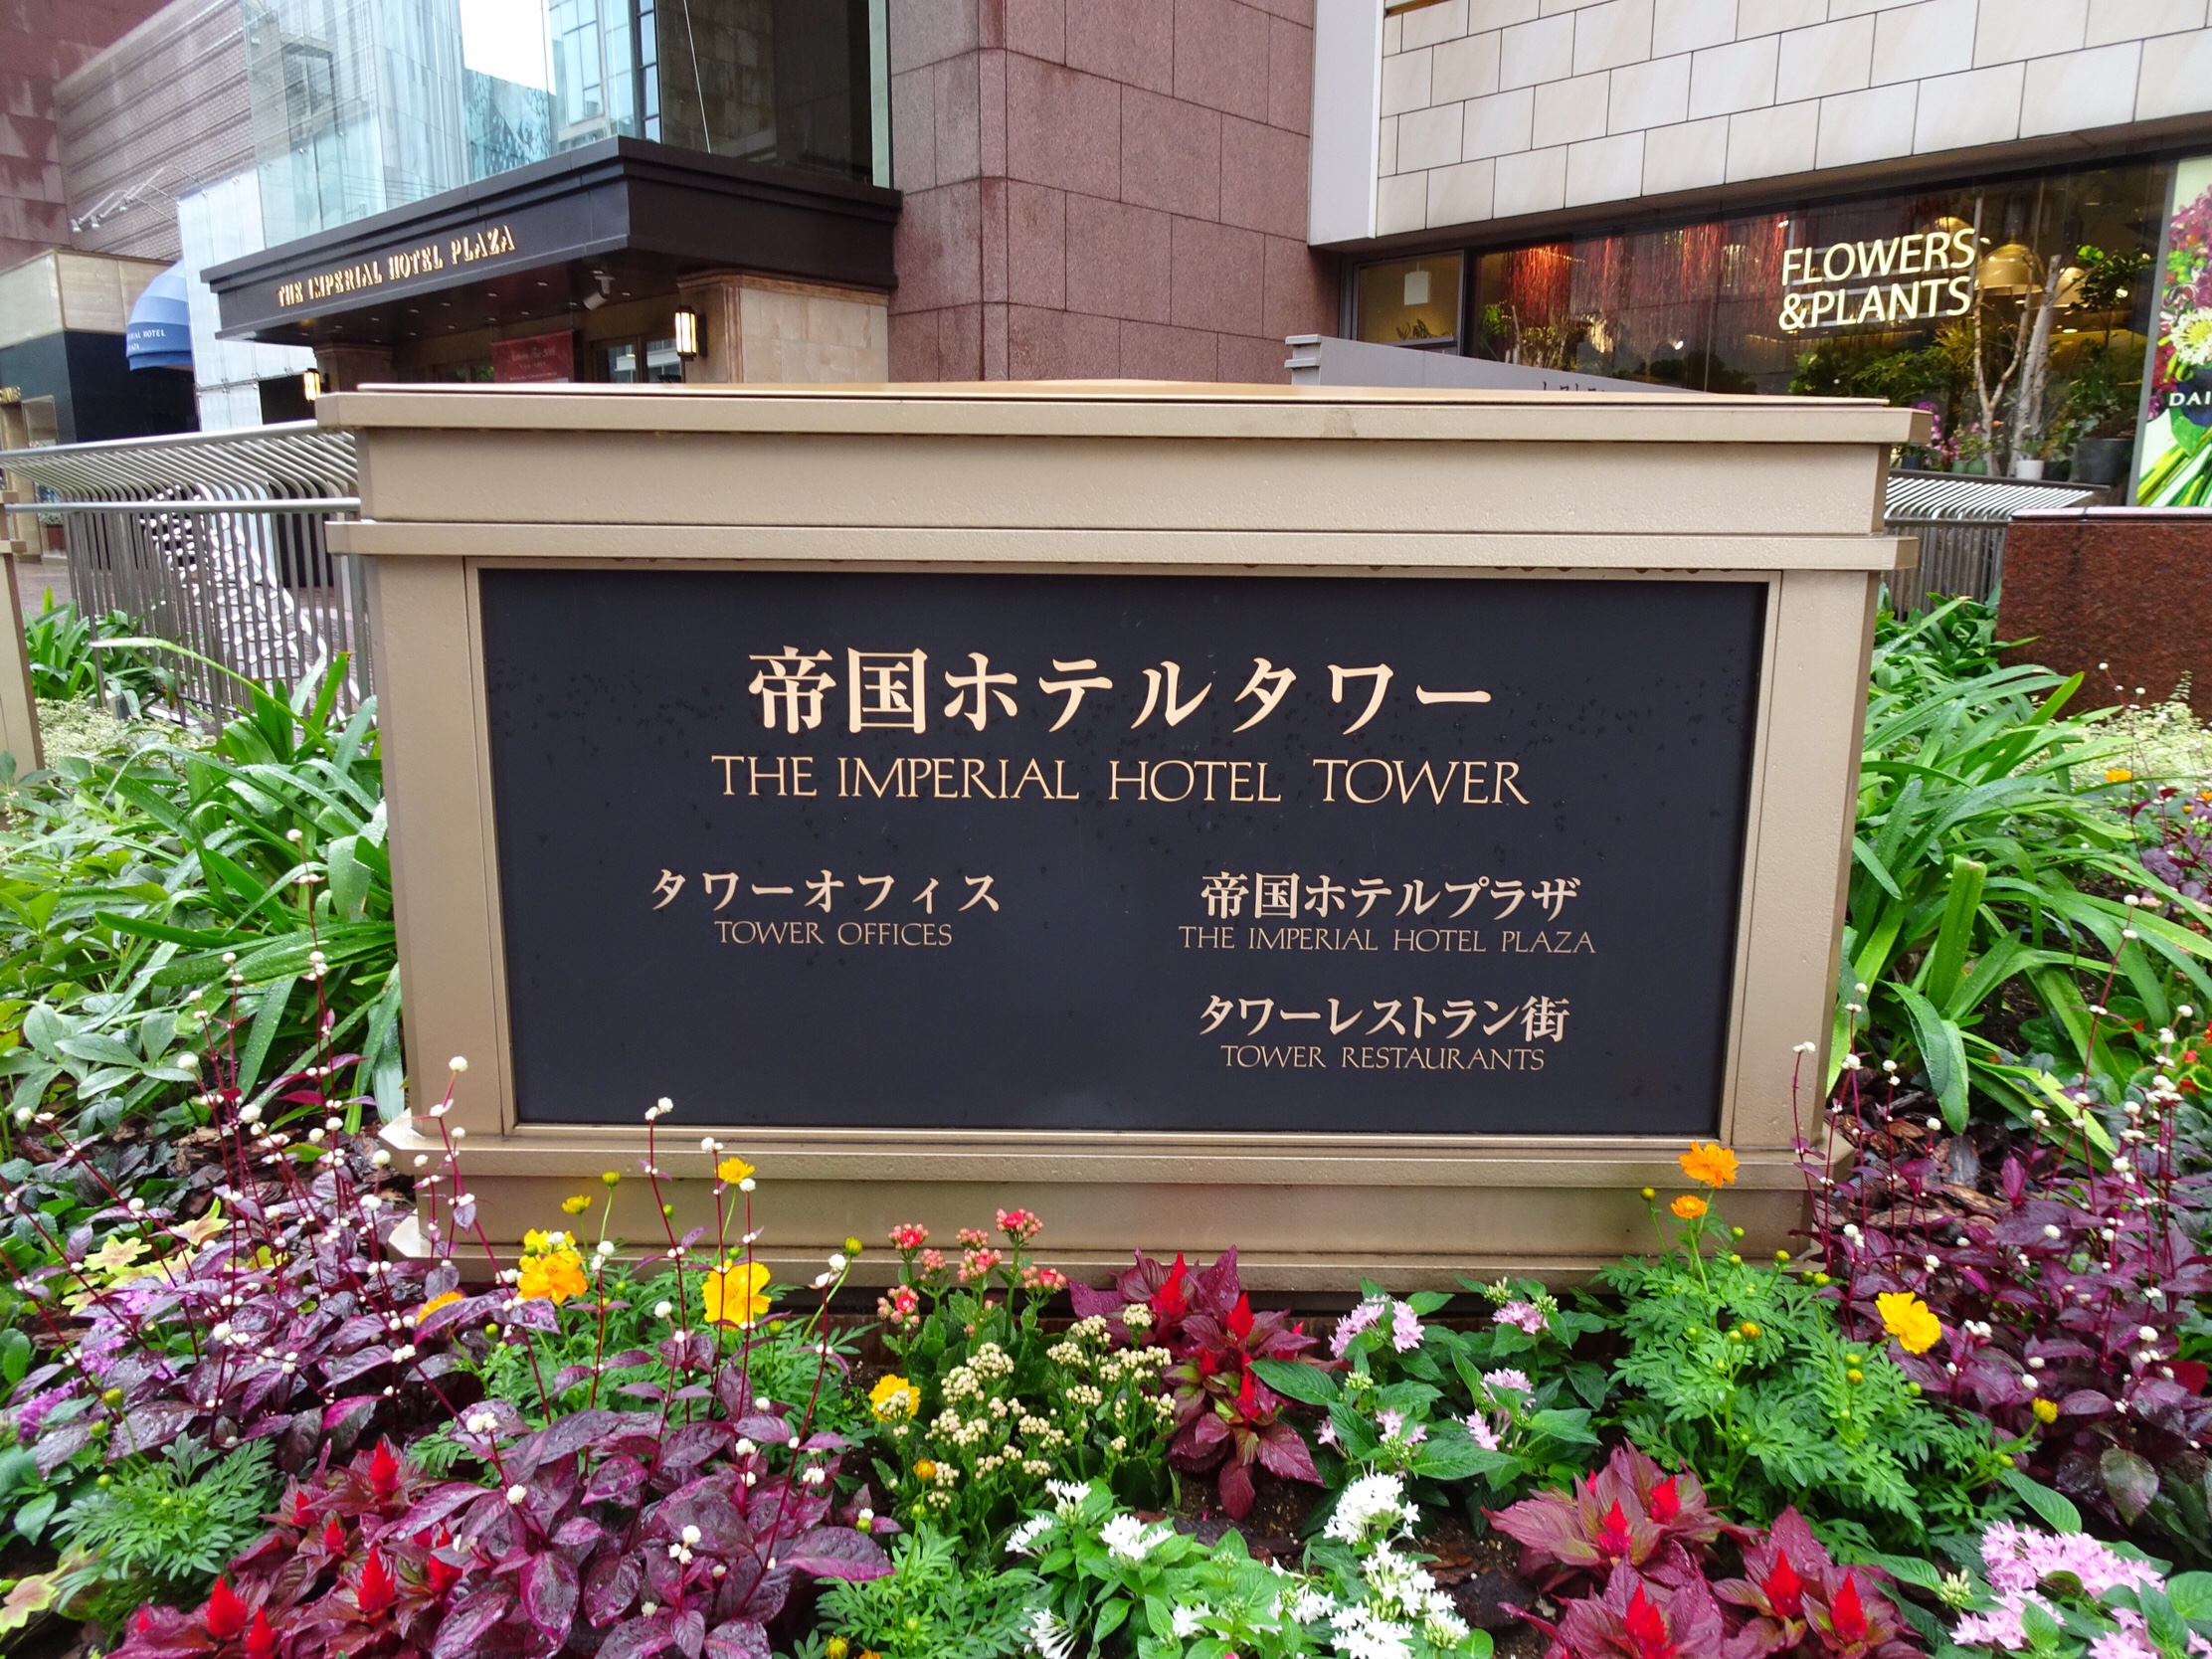 THE IMPERIAL HOTEL PLAZA
FLOWERS
&PLANTS
帝国ホテルタワー
THE IMPERIAL HOTEL TOWER
タワーオフィス
TOWER OFFICES
帝国ホテルプラザ
THE IMPERIAL HOTEL PLAZA
タワーレストラン街
TOWER RESTAURANTS